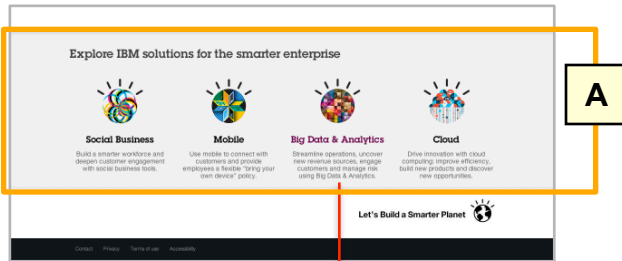 Explore IBM solutions for the smarter enterprise
A
Social Business
Build a smarter workforce and
deepen customer engagement
with social business tools.
Mobile
Use mobile to connect with
customers and provide
employees a flexible "bring your
own device" policy.
Big Data & Analytics
Streamline operations, uncover
new revenue sources, engage
customers and manage risk
using Big Data & Analytics.
Cloud
Drive innovation with cloud
computing: improve efficiency,
build new products and discover
new opportunities.
Let's Build a Smarter Planet
Contact Privacy Terms of use Accessibility